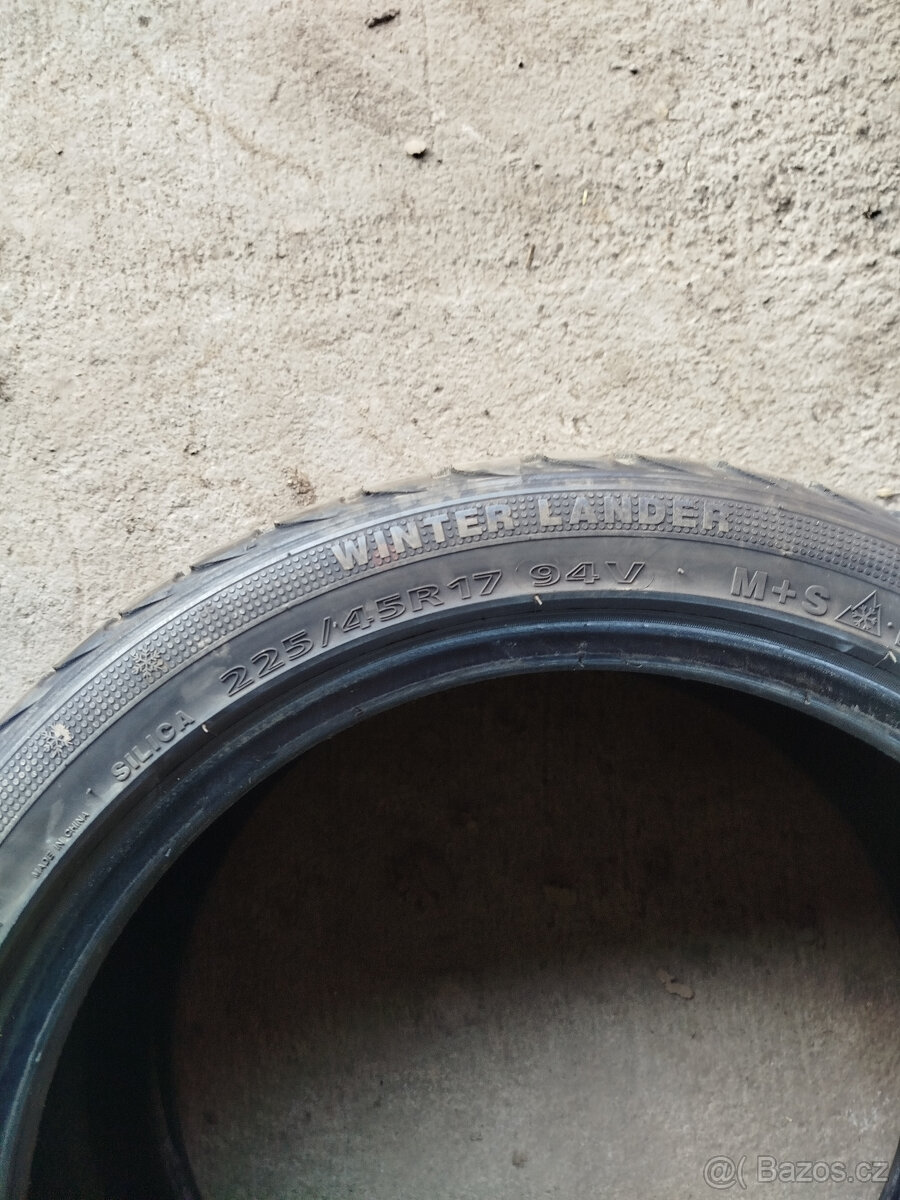 WINTER LANDER
225/45R17 94V M+S
SILICA
MADE IN CHINA
@( Bazos.cz